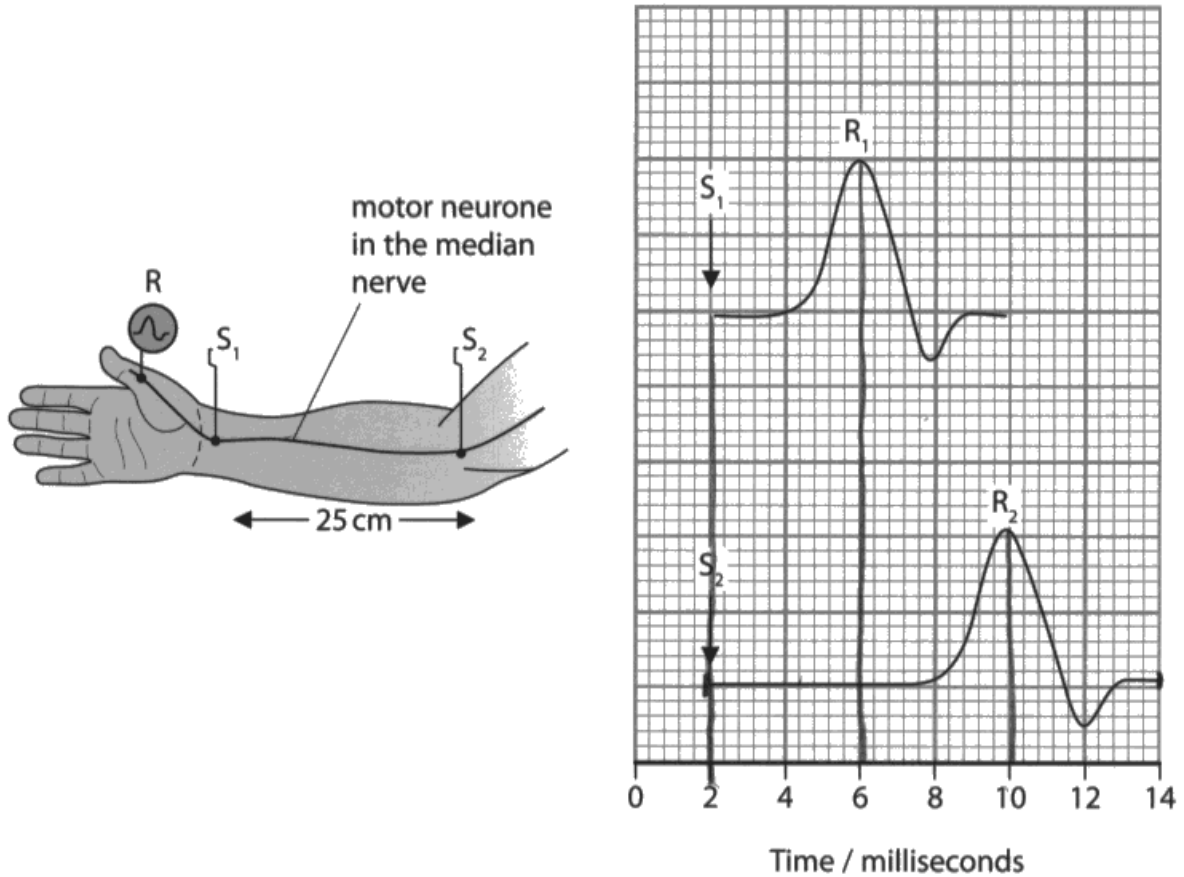 motor neurone
in the median
nerve
R
S1
S2
25 cm
R1
S1
R2
S2
0 2 4 6 8 10 12 14
Time / milliseconds